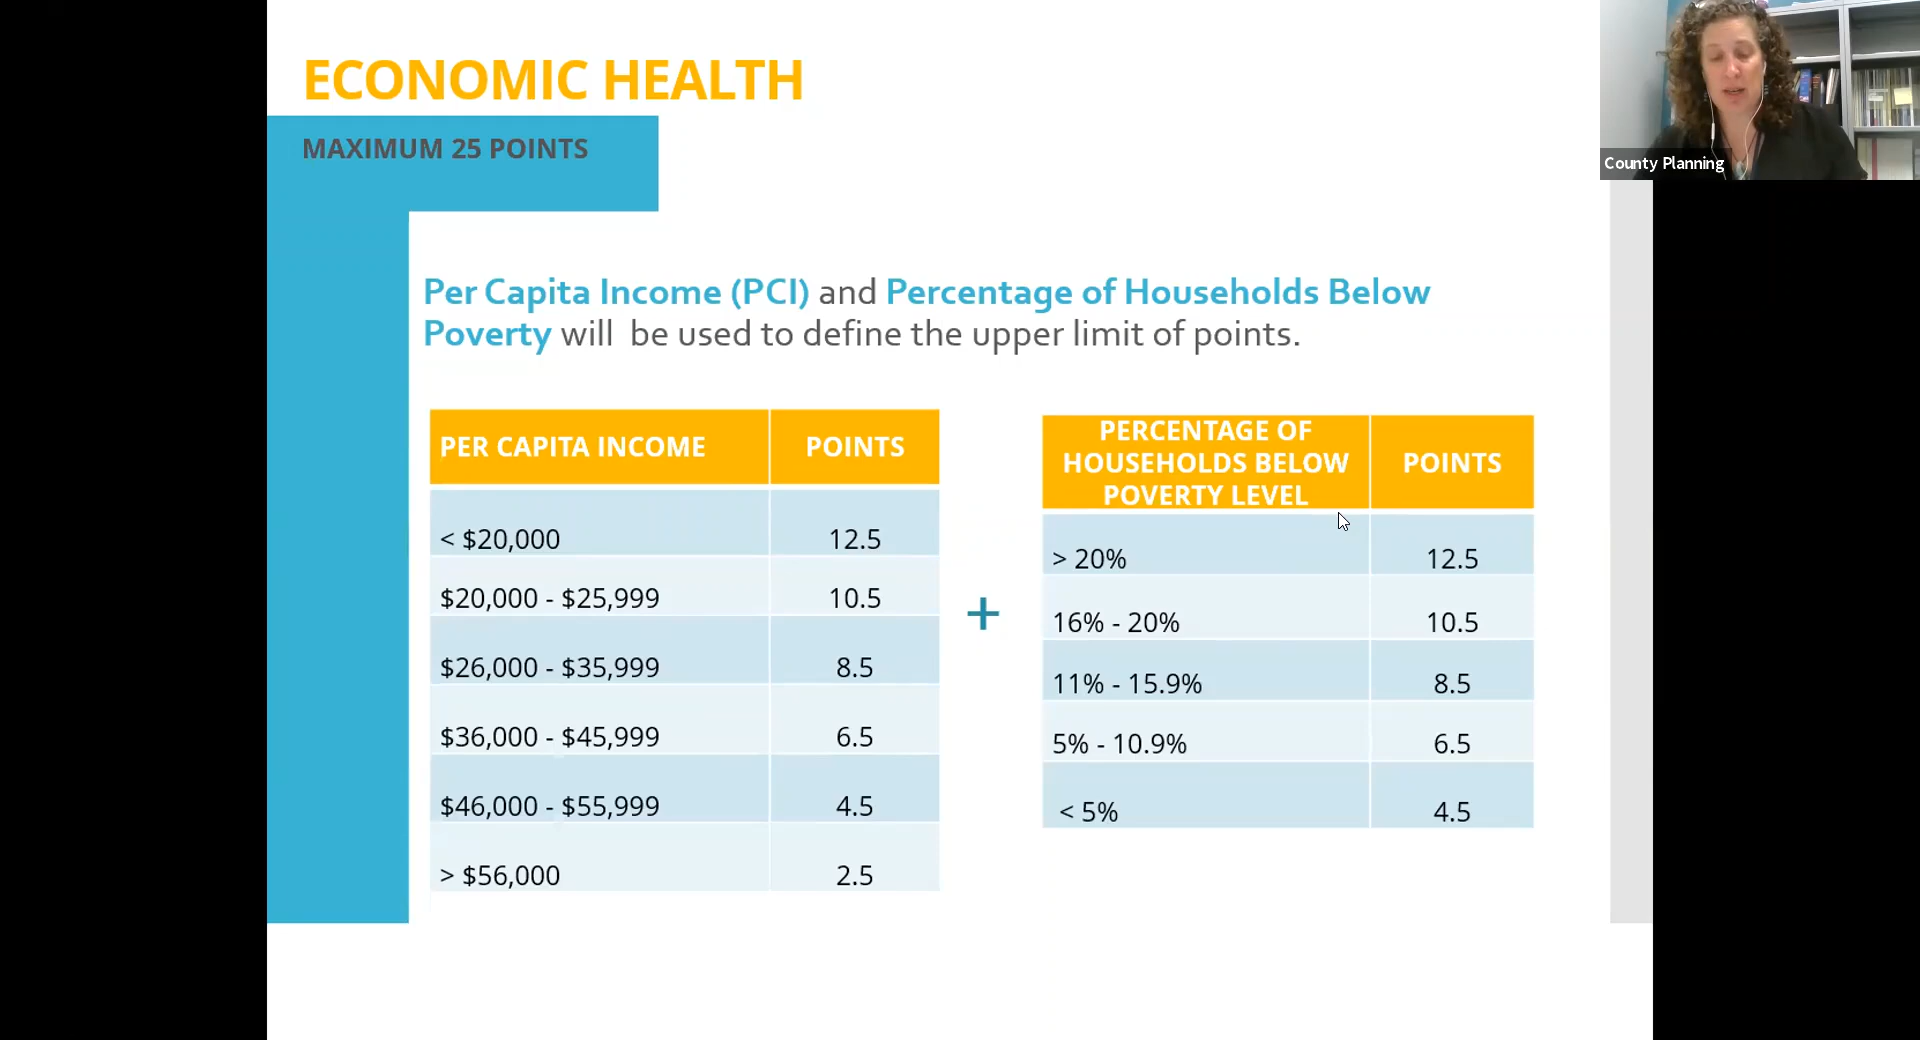 ECONOMIC HEALTH
MAXIMUM 25 POINTS
County Planning
Per Capita Income (PCI) and Percentage of Households Below
Poverty will be used to define the upper limit of points.
PER CAPITA INCOME POINTS
< $20,000 12.5
$20,000 - $25,999 10.5
$26,000 - $35,999 8.5
$36,000 - $45,999 6.5
$46,000 - $55,999 4.5
> $56,000 2.5
+
PERCENTAGE OF
HOUSEHOLDS BELOW POINTS
POVERTY LEVEL
> 20% 12.5
16% - 20% 10.5
11% - 15.9% 8.5
5% - 10.9% 6.5
< 5% 4.5